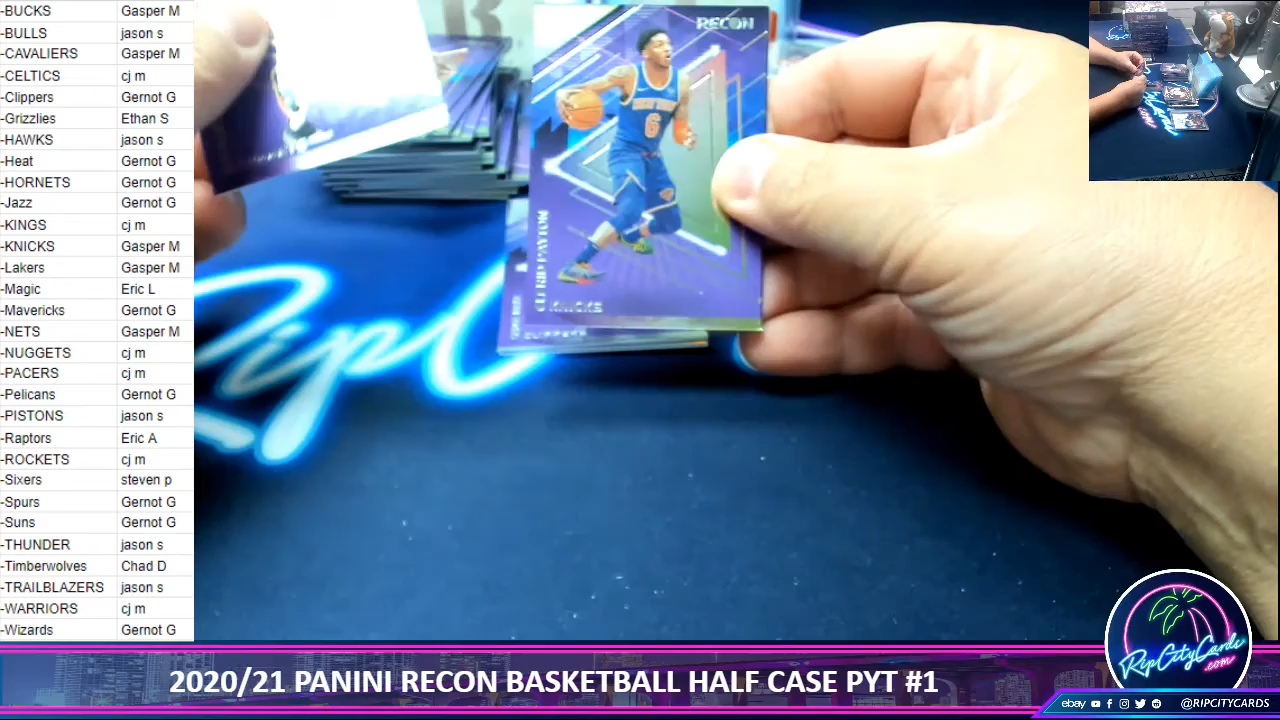 -BUCKS Gasper M
-BULLS jason s
-CAVALIERS Gasper M
-CELTICS cj m
-Clippers Gernot G
-Grizzlies Ethan S
-HAWKS jason s
-Heat Gernot G
-HORNETS Gernot G
-Jazz Gernot G
-KINGS cj m
-KNICKS Gasper M
-Lakers Gasper M
-Magic Eric L
-Mavericks Gernot G
-NETS Gasper M
-NUGGETS cj m
-PACERS cj m
-Pelicans Gernot G
-PISTONS jason s
-Raptors Eric A
-ROCKETS cj m
-Sixers steven p
-Spurs Gernot G
-Suns Gernot G
-THUNDER jason s
-Timberwolves Chad D
-TRAILBLAZERS jason s
-WARRIORS cj m
-Wizards Gernot G
RECON
NEW YORK
6
ELFRID PAYTON
KNICKS
CLIPPERS
RipCityCards
.com
2020/21 PANINI RECON BASKETBALL HALF CASE PYT #1
ebay @RIPCITYCARDS